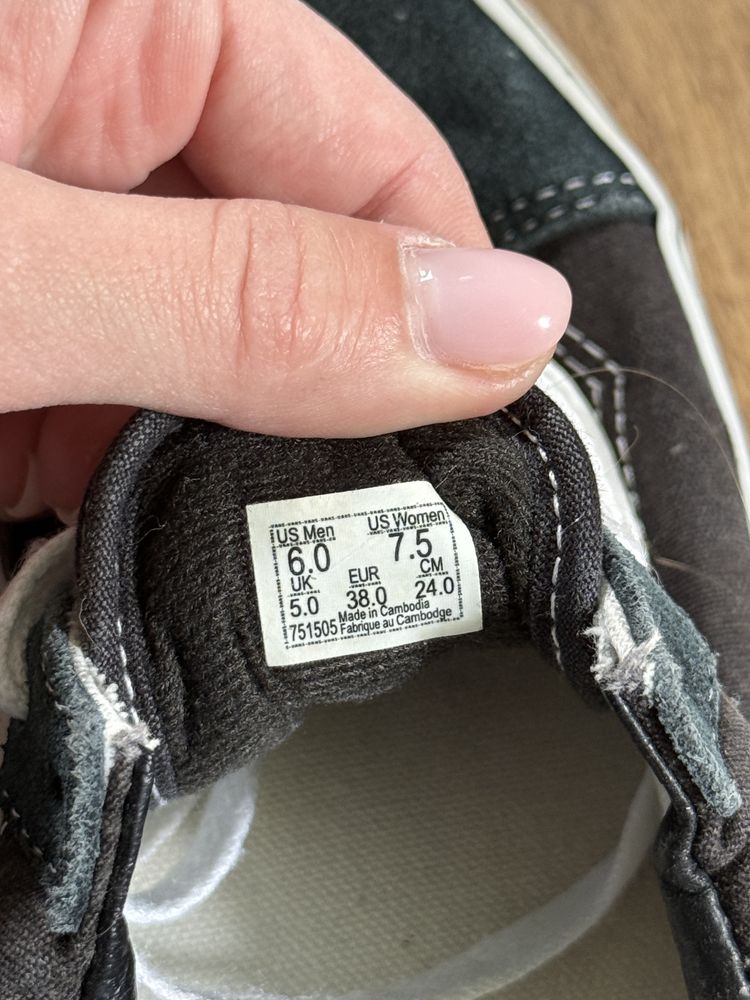 US Men US Women
6.0 7.5
UK EUR CM
5.0 38.0 24.0
Made in Cambodia
751505 Fabrique au Cambodge